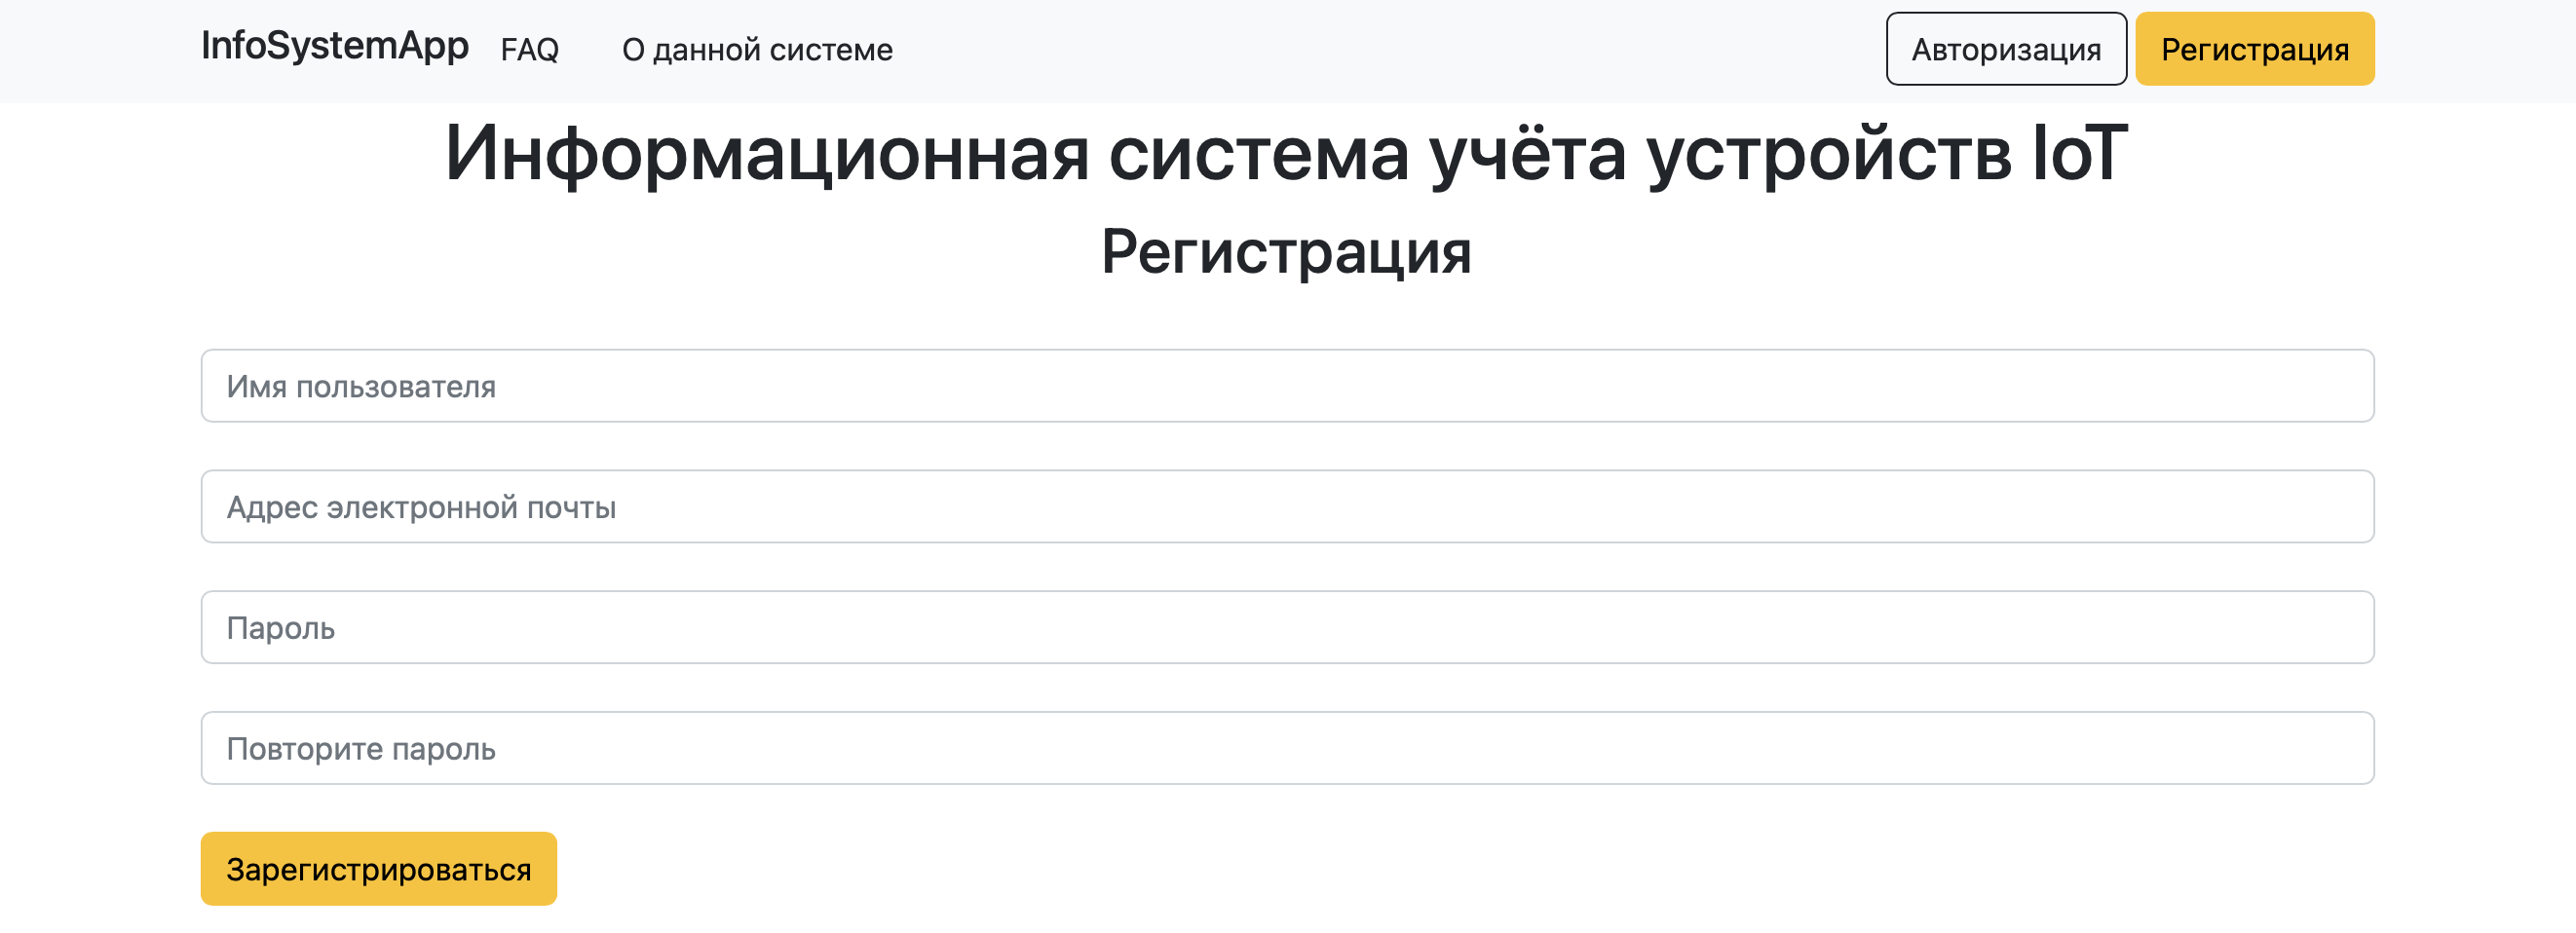 InfoSystemApp FAQ О данной системе Авторизация Регистрация
Информационная система учёта устройств IoT
Регистрация
Имя пользователя
Адрес электронной почты
Пароль
Повторите пароль
Зарегистрироваться